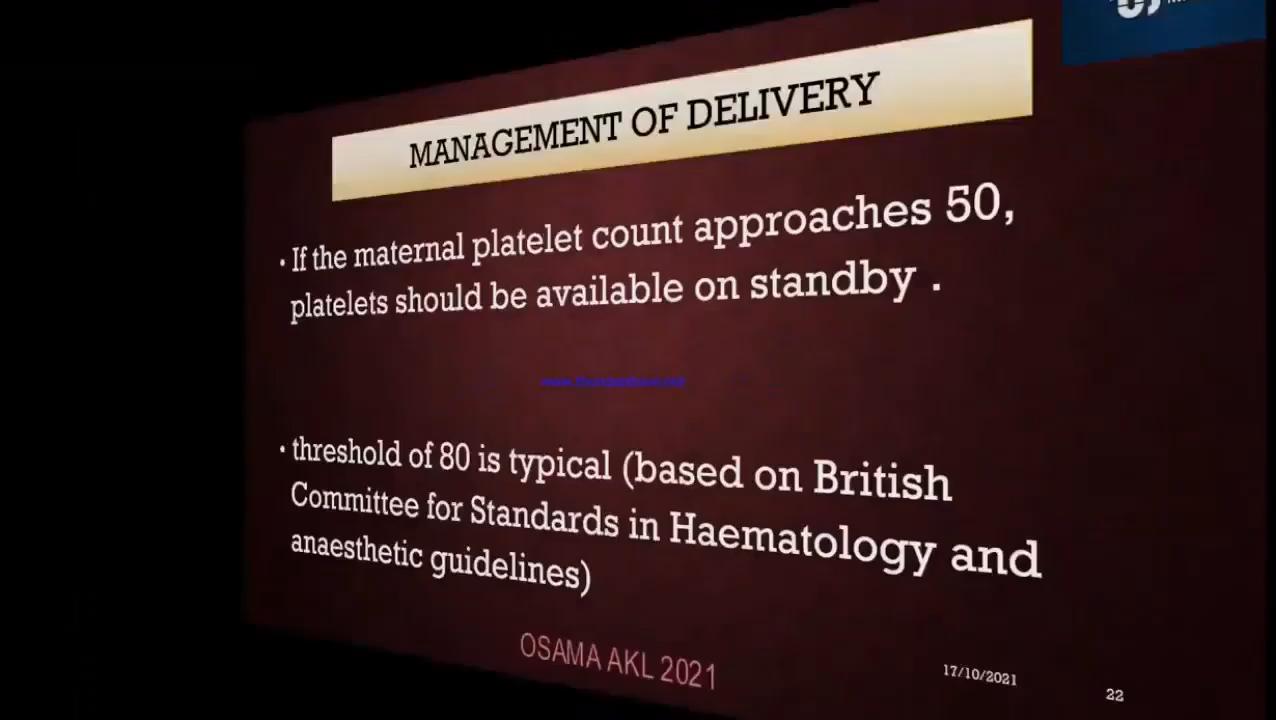 MANAGEMENT OF DELIVERY
• If the maternal platelet count approaches 50,
platelets should be available on standby .
• threshold of 80 is typical (based on British
Committee for Standards in Haematology and
anaesthetic guidelines)
OSAMA AKL 2021
17/10/2021
22